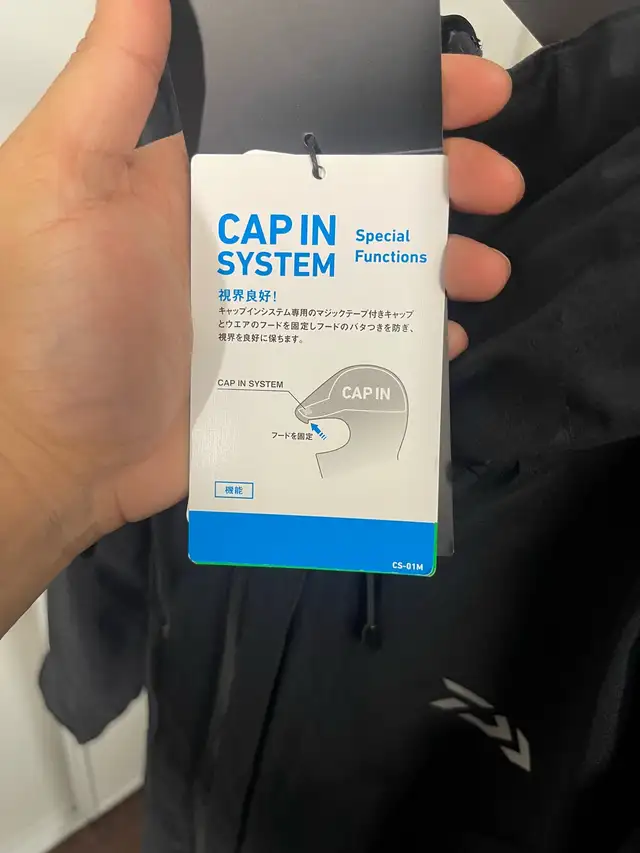 CAP IN
SYSTEM
Special
Functions
視界良好!
キャップインシステム専用のマジックテープ付きキャップ
とウエアのフードを固定しフードのバタつきを防ぎ、
視界を良好に保ちます。
CAP IN SYSTEM
CAP IN
フードを固定
機能
CS-01M